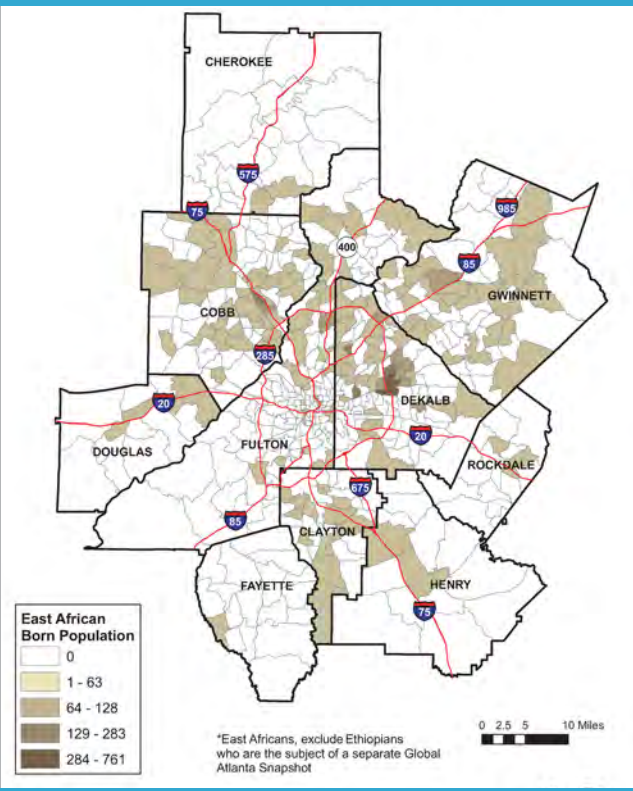 CHEROKEE
575
75
985
400
85
GWINNETT
COBB
285
20
DEKALB
DOUGLAS
FULTON
20
ROCKDALE
675
85
CLAYTON
FAYETTE
HENRY
75
East African
Born Population
0
1 - 63
64 - 128
129 - 283
284 - 761
*East Africans, exclude Ethiopians
who are the subject of a separate Global
Atlanta Snapshot
0 2.5 5 10 Miles